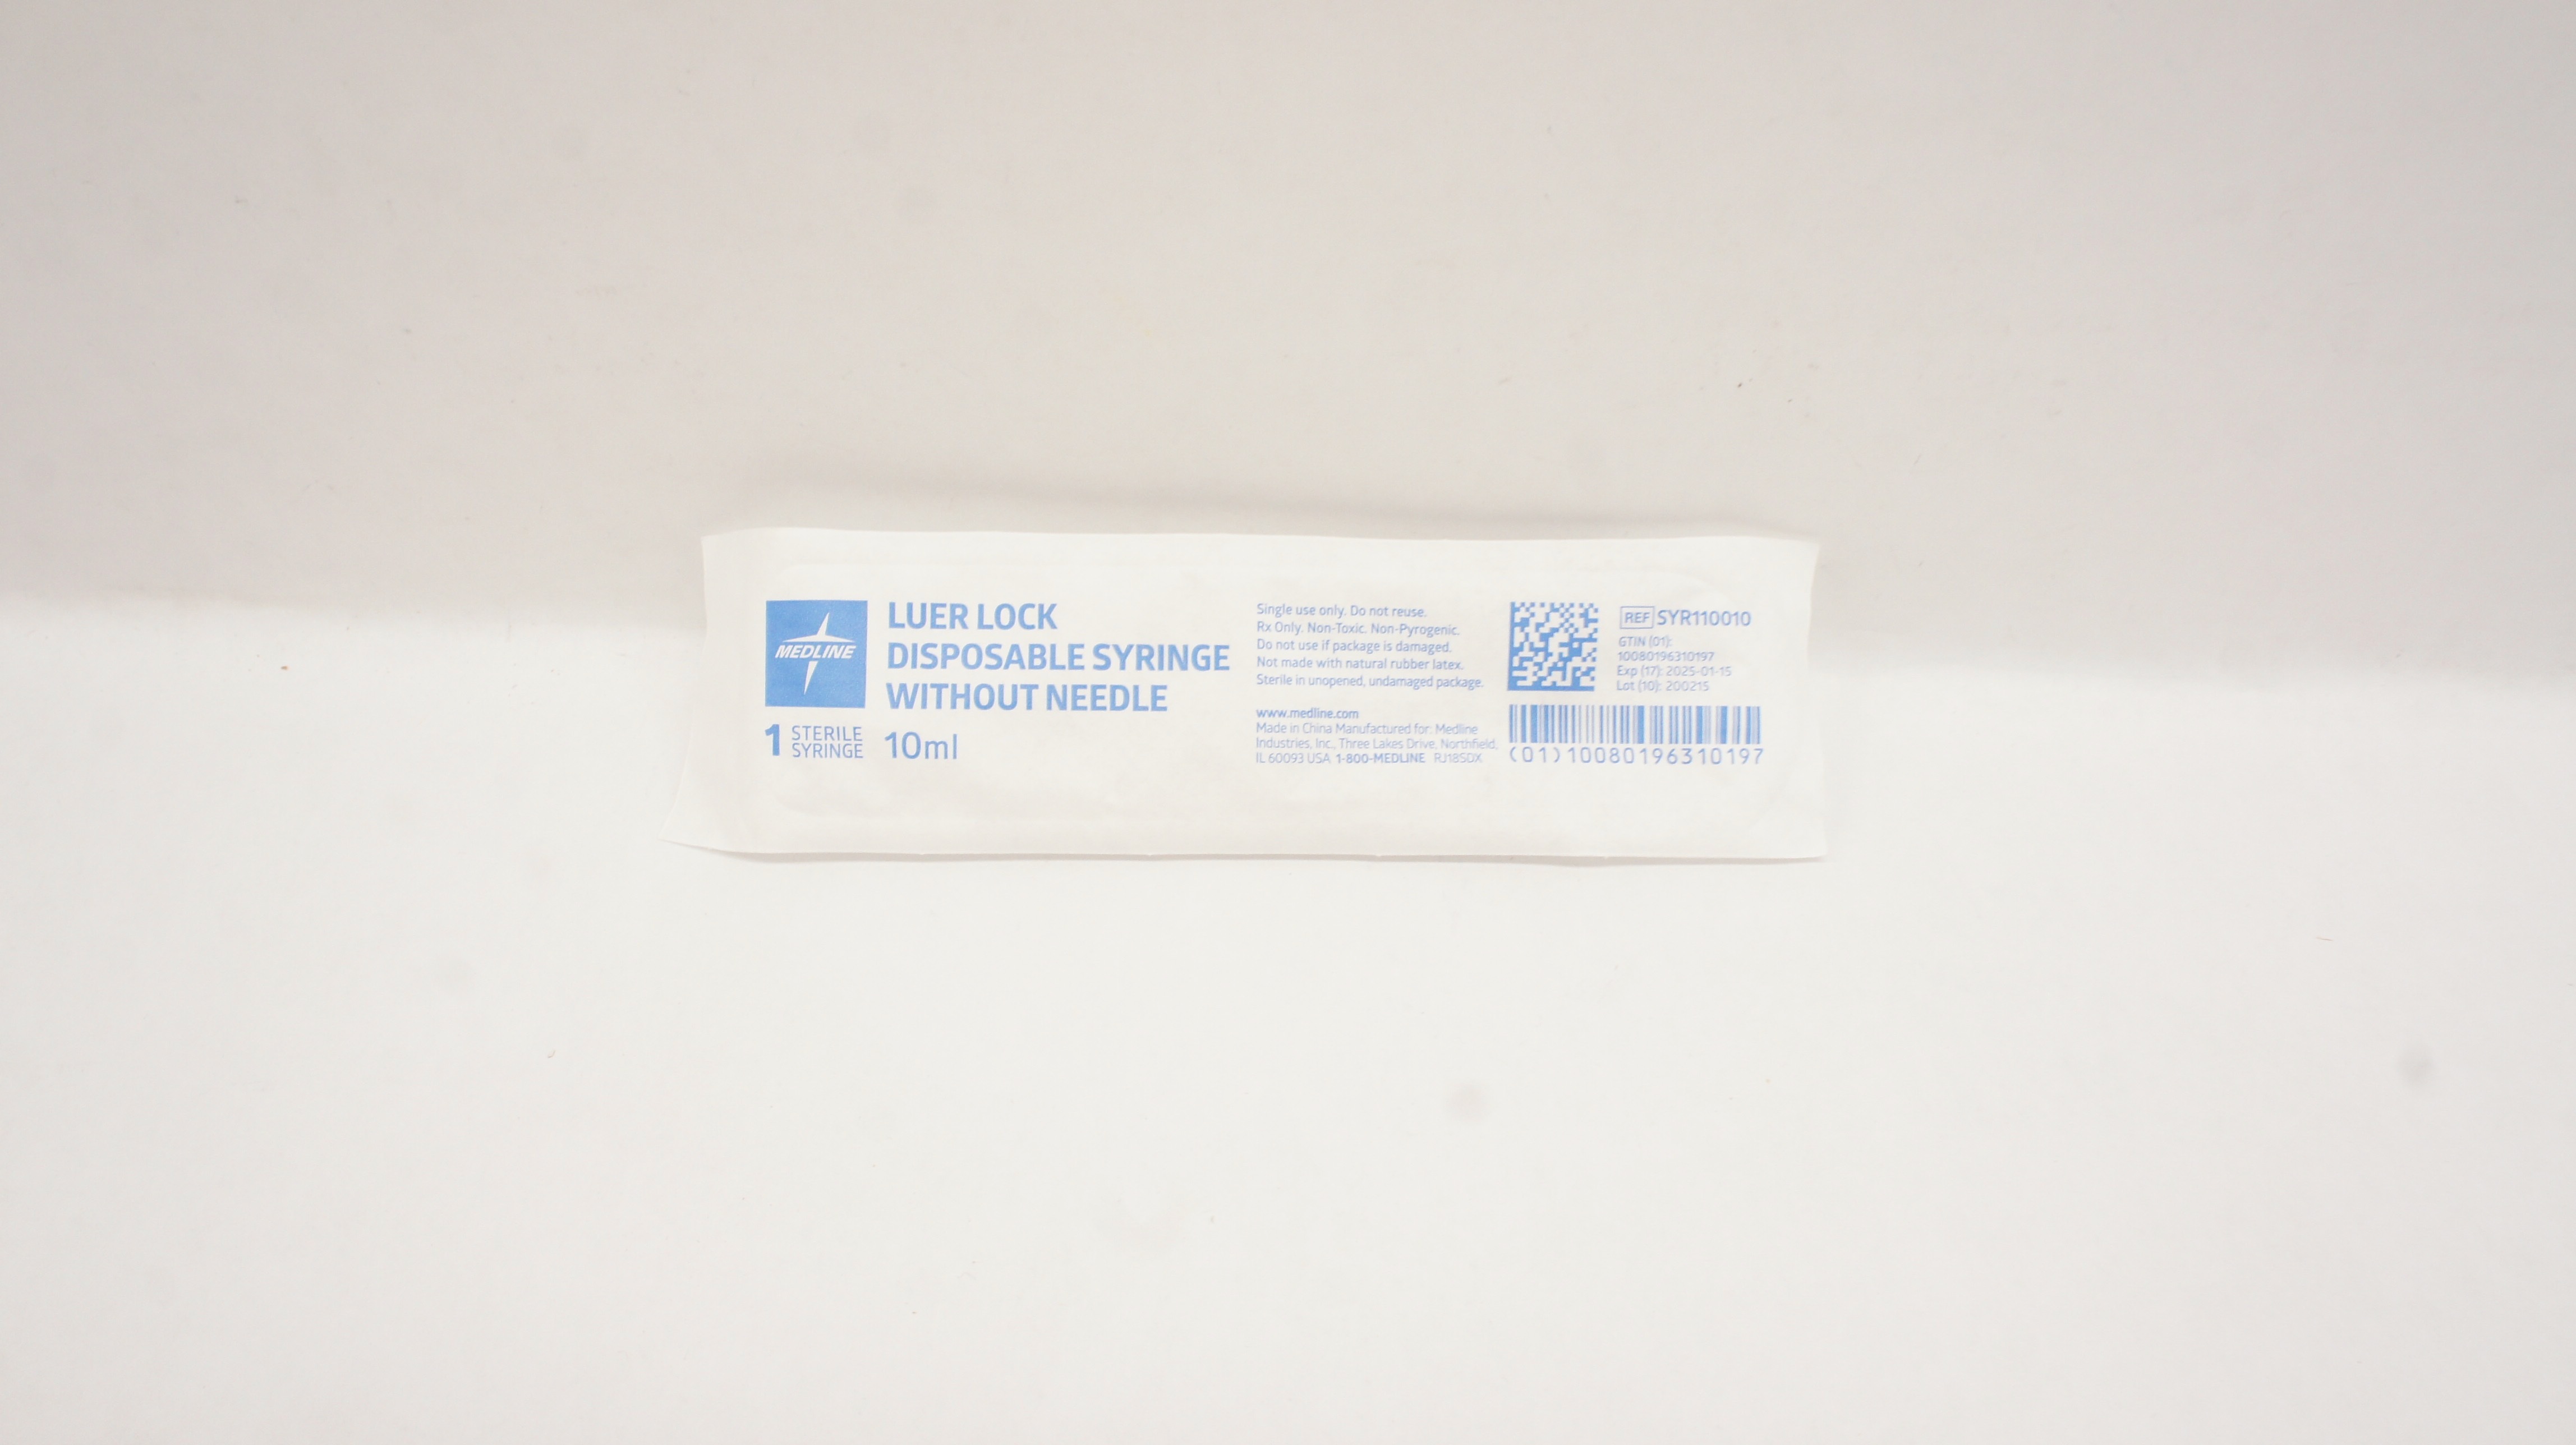 MEDLINE
1 STERILE
SYRINGE
LUER LOCK
DISPOSABLE SYRINGE
WITHOUT NEEDLE
10ml
Single use only. Do not reuse.
Rx Only. Non-Toxic. Non-Pyrogenic.
Do not use if package is damaged.
Not made with natural rubber latex.
Sterile in unopened, undamaged package.
www.medline.com
Made in China Manufactured for: Medline
Industries, Inc., Three Lakes Drive, Northfield,
IL 60093 USA 1-800-MEDLINE RJ18SDX
REF SYR110010
GTIN (01):
10080196310197
Exp (17): 2025-01-15
Lot (10): 200215
(01)10080196310197